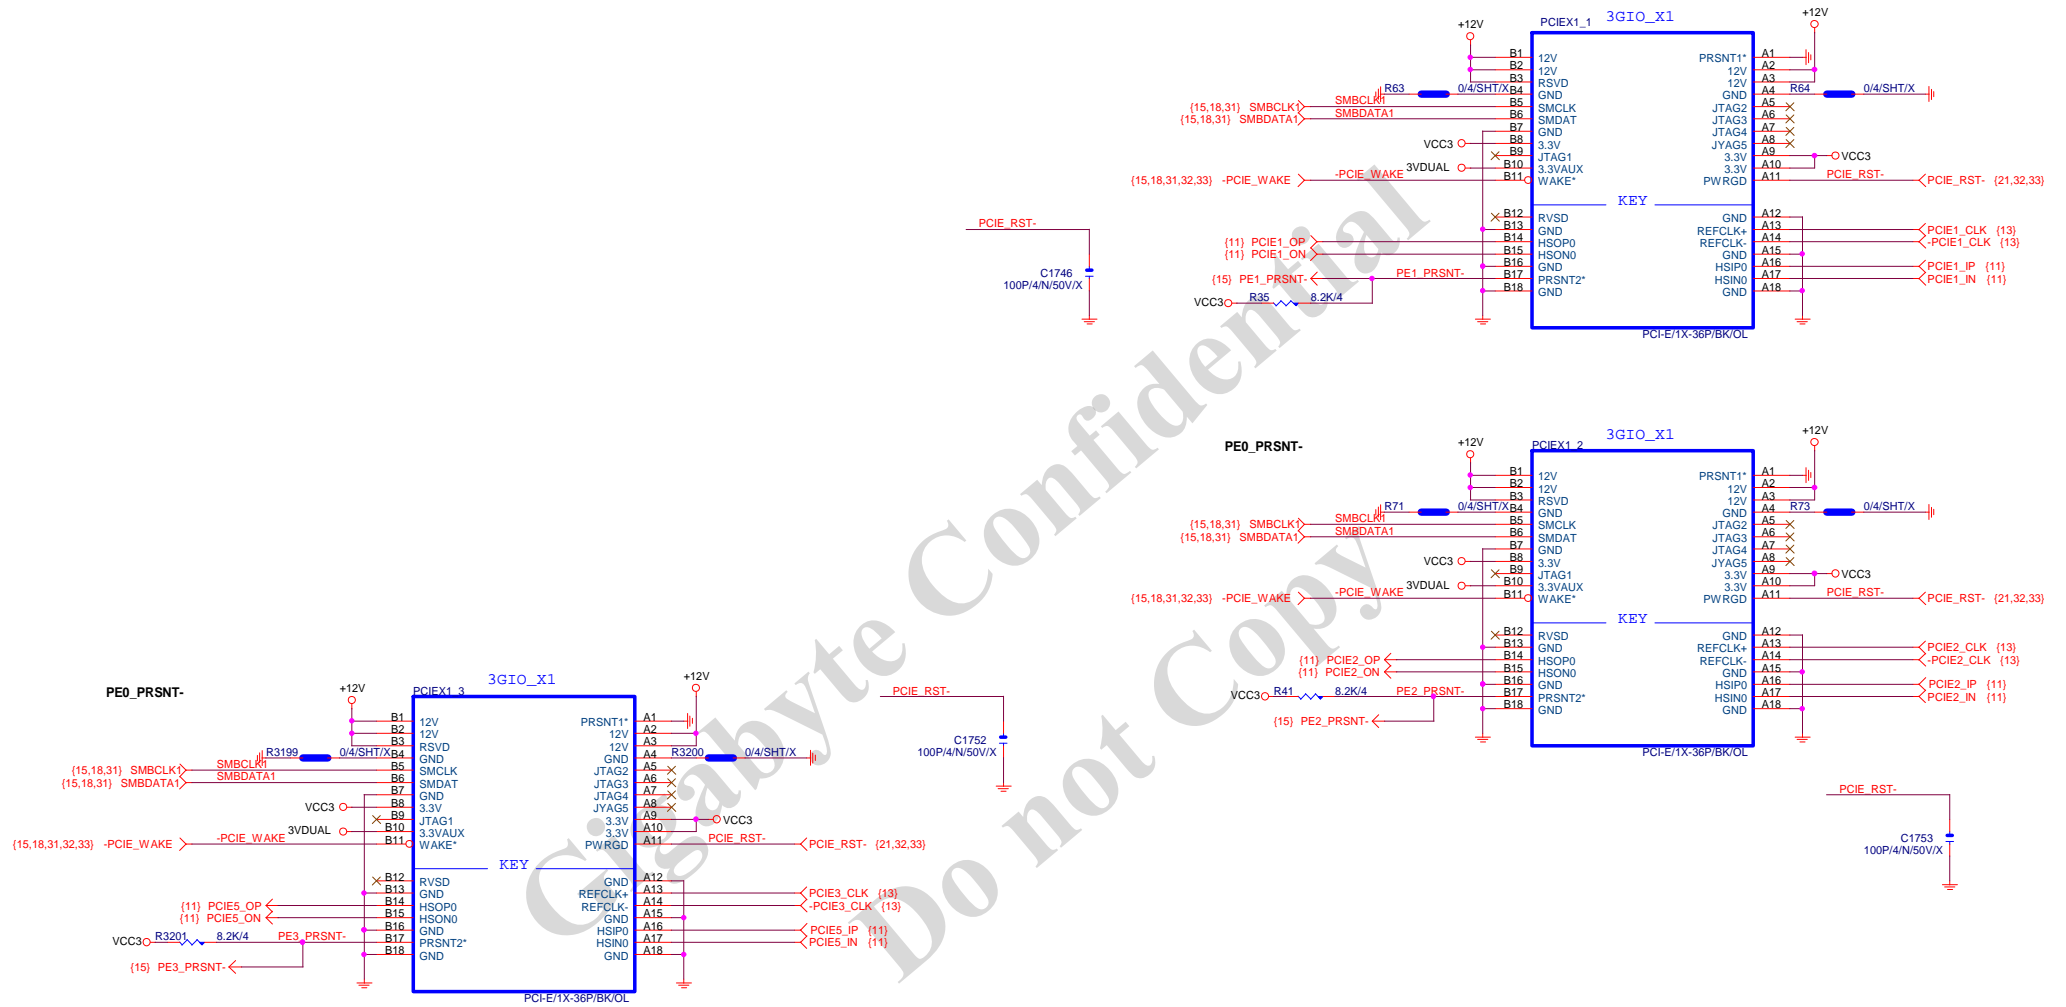 3GIO_X1
PCIEX1_1
+12V
+12V
B1 12V PRSNT1* A1
B2 12V 12V A2
B3 RSVD 12V A3
R63 0/4/SHT/X B4 GND GND A4 R64 0/4/SHT/X
{15,18,31} SMBCLK1 SMBCLK1 B5 SMCLK JTAG2 A5
{15,18,31} SMBDATA1 SMBDATA1 B6 SMDAT JTAG3 A6
B7 GND JTAG4 A7
VCC3 B8 3.3V JYAG5 A8
B9 JTAG1 3.3V A9 VCC3
3VDUAL B10 3.3VAUX 3.3V A10
{15,18,31,32,33} -PCIE_WAKE -PCIE_WAKE B11 WAKE* PWRGD A11 PCIE_RST- PCIE_RST- {21,32,33}
KEY
B12 RVSD GND A12
B13 GND REFCLK+ A13 PCIE1_CLK {13}
{11} PCIE1_OP B14 HSOP0 REFCLK- A14 -PCIE1_CLK {13}
{11} PCIE1_ON B15 HSON0 GND A15
B16 GND HSIP0 A16 PCIE1_IP {11}
{15} PE1_PRSNT- PE1_PRSNT- B17 PRSNT2* HSIN0 A17 PCIE1_IN {11}
B18 GND GND A18
VCC3 R35 8.2K/4
PCI-E/1X-36P/BK/OL
PCIE_RST-
C1746
100P/4/N/50V/X
PE0_PRSNT-
3GIO_X1
PCIEX1_2
+12V
+12V
B1 12V PRSNT1* A1
B2 12V 12V A2
B3 RSVD 12V A3
R71 0/4/SHT/X B4 GND GND A4 R73 0/4/SHT/X
{15,18,31} SMBCLK1 SMBCLK1 B5 SMCLK JTAG2 A5
{15,18,31} SMBDATA1 SMBDATA1 B6 SMDAT JTAG3 A6
B7 GND JTAG4 A7
VCC3 B8 3.3V JYAG5 A8
B9 JTAG1 3.3V A9 VCC3
3VDUAL B10 3.3VAUX 3.3V A10
{15,18,31,32,33} -PCIE_WAKE -PCIE_WAKE B11 WAKE* PWRGD A11 PCIE_RST- PCIE_RST- {21,32,33}
KEY
B12 RVSD GND A12
B13 GND REFCLK+ A13 PCIE2_CLK {13}
{11} PCIE2_OP B14 HSOP0 REFCLK- A14 -PCIE2_CLK {13}
{11} PCIE2_ON B15 HSON0 GND A15
B16 GND HSIP0 A16 PCIE2_IP {11}
VCC3 R41 8.2K/4 PE2_PRSNT- B17 PRSNT2* HSIN0 A17 PCIE2_IN {11}
B18 GND GND A18
{15} PE2_PRSNT-
PCI-E/1X-36P/BK/OL
PE0_PRSNT-
3GIO_X1
PCIEX1_3
+12V
+12V
B1 12V PRSNT1* A1
B2 12V 12V A2
B3 RSVD 12V A3
R3199 0/4/SHT/X B4 GND GND A4 R3200 0/4/SHT/X
{15,18,31} SMBCLK1 SMBCLK1 B5 SMCLK JTAG2 A5
{15,18,31} SMBDATA1 SMBDATA1 B6 SMDAT JTAG3 A6
B7 GND JTAG4 A7
VCC3 B8 3.3V JYAG5 A8
B9 JTAG1 3.3V A9 VCC3
3VDUAL B10 3.3VAUX 3.3V A10
{15,18,31,32,33} -PCIE_WAKE -PCIE_WAKE B11 WAKE* PWRGD A11 PCIE_RST- PCIE_RST- {21,32,33}
KEY
B12 RVSD GND A12
B13 GND REFCLK+ A13 PCIE3_CLK {13}
{11} PCIE5_OP B14 HSOP0 REFCLK- A14 -PCIE3_CLK {13}
{11} PCIE5_ON B15 HSON0 GND A15
B16 GND HSIP0 A16 PCIE5_IP {11}
VCC3 R3201 8.2K/4 PE3_PRSNT- B17 PRSNT2* HSIN0 A17 PCIE5_IN {11}
B18 GND GND A18
{15} PE3_PRSNT-
PCI-E/1X-36P/BK/OL
PCIE_RST-
C1752
100P/4/N/50V/X
PCIE_RST-
C1753
100P/4/N/50V/X
Gigabyte Confidential
Do not Copy